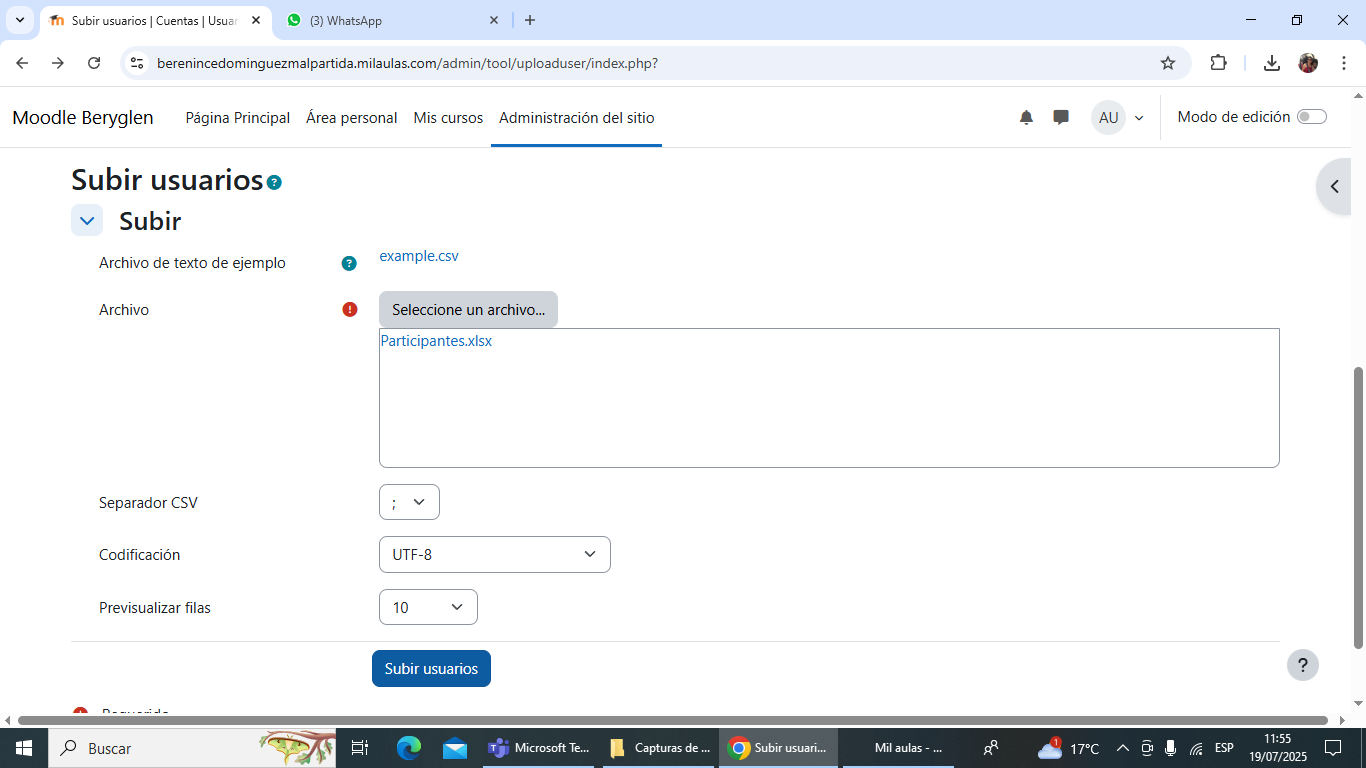 Subir usuarios | Cuentas | Usuar
(3) WhatsApp
berenincedominguezmalpartida.milaulas.com/admin/tool/uploaduser/index.php?
Moodle Beryglen
Página Principal
Área personal
Mis cursos
Administración del sitio
AU
Modo de edición
Subir usuarios
Subir
Archivo de texto de ejemplo
example.csv
Archivo
Seleccione un archivo...
Participantes.xlsx
Separador CSV
;
Codificación
UTF-8
Previsualizar filas
10
Subir usuarios
?
Requerido
Buscar
Microsoft Te...
Capturas de ...
Subir usuari...
Mil aulas - ...
1
17°C
ESP
11:55
19/07/2025